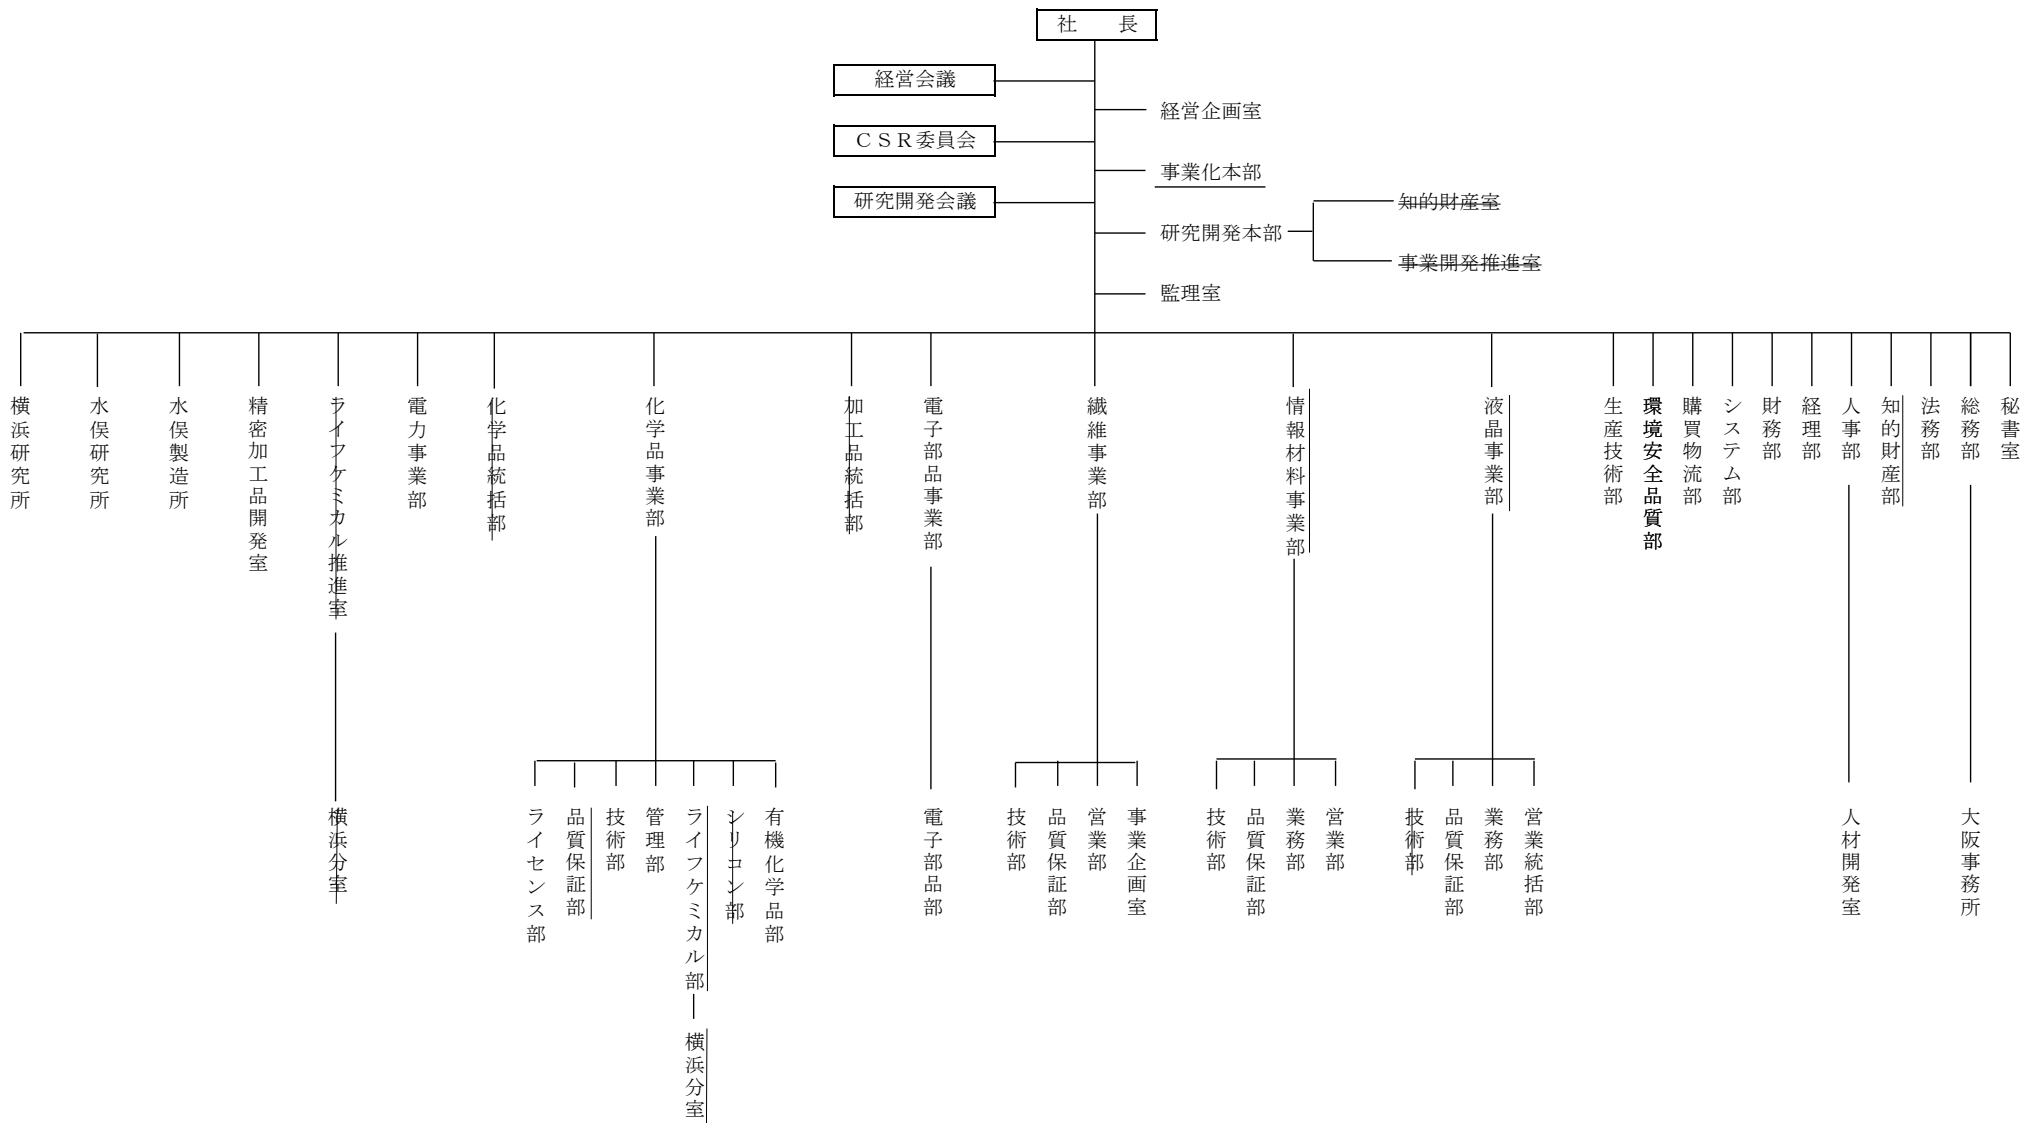 社　　長
経営会議
経営企画室
ＣＳＲ委員会
事業化本部
研究開発会議
知的財産室
研究開発本部
事業開発推進室
監理室
横浜研究所
水俣研究所
水俣製造所
精密加工品開発室
ライフケミカル推進室
電力事業部
化学品統括部
化学品事業部
加工品統括部
電子部品事業部
繊維事業部
情報材料事業部
液晶事業部
生産技術部
環境安全品質部
購買物流部
システム部
財務部
経理部
人事部
知的財産部
法務部
総務部
秘書室
横浜分室
ライセンス部
品質保証部
技術部
管理部
ライフケミカル部
シリコン部
有機化学品部
電子部品部
技術部
品質保証部
営業部
事業企画室
技術部
品質保証部
業務部
営業部
技術部
品質保証部
業務部
営業統括部
人材開発室
大阪事務所
横浜分室